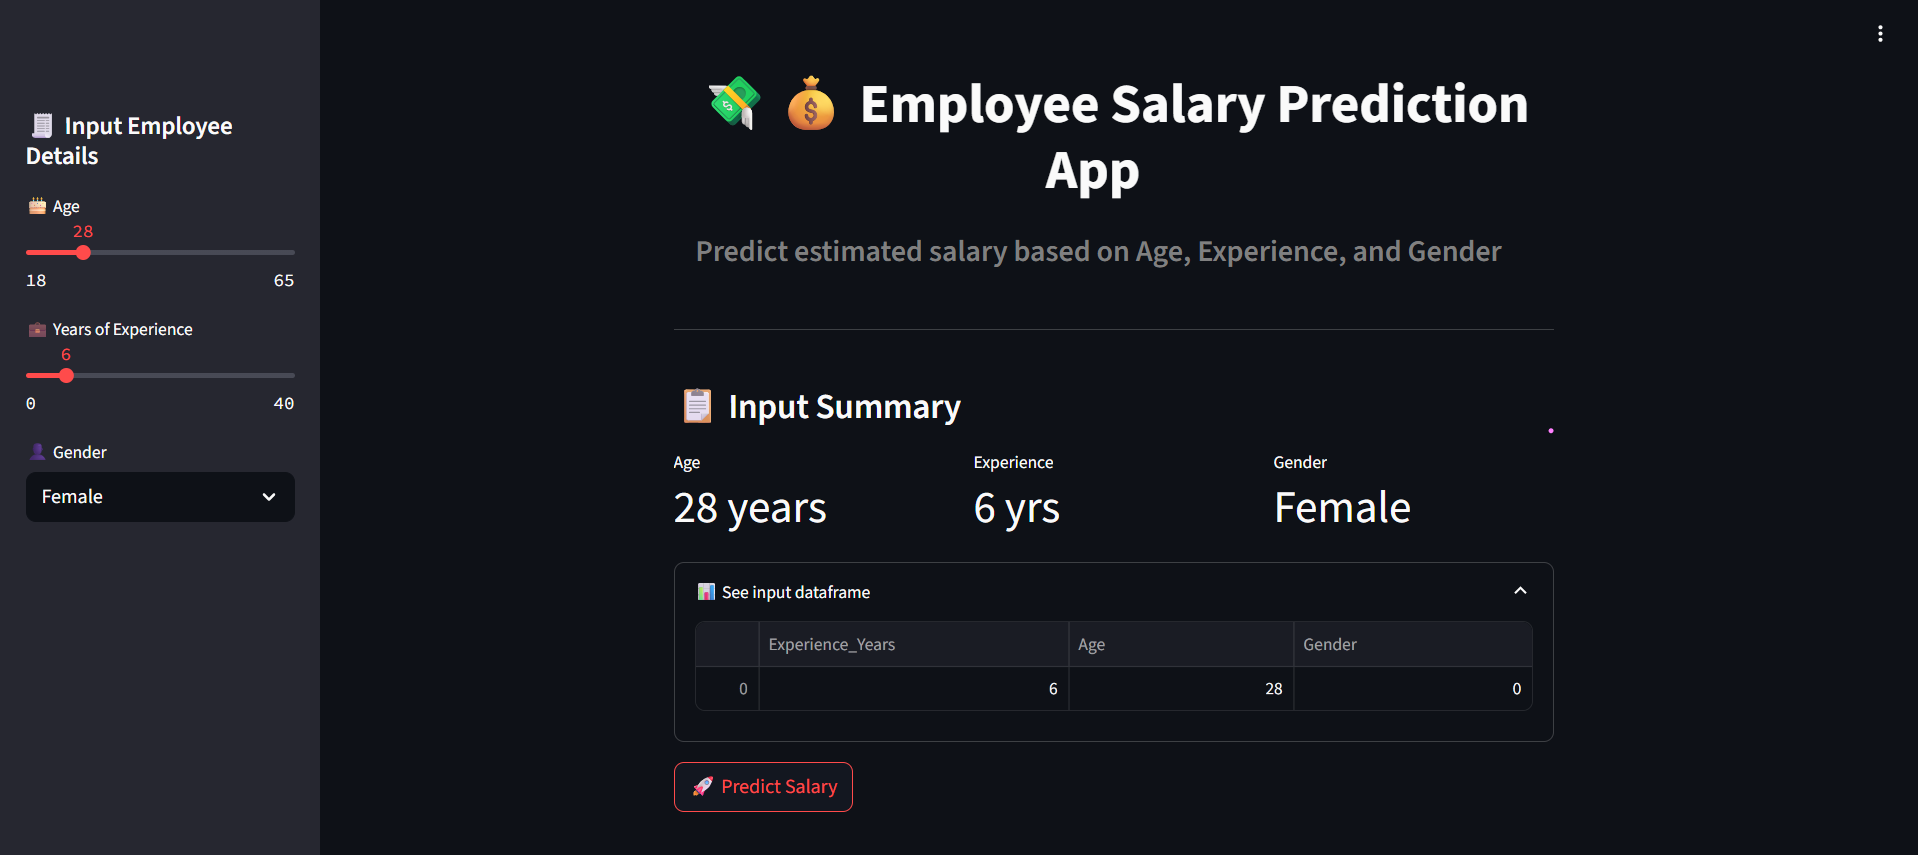 Input Employee
Details
Age
28
18 65
Years of Experience
6
0 40
Gender
Female
Employee Salary Prediction
App
Predict estimated salary based on Age, Experience, and Gender
Input Summary
Age Experience Gender
28 years 6 yrs Female
See input dataframe
Experience_Years Age Gender
0 6 28 0
Predict Salary